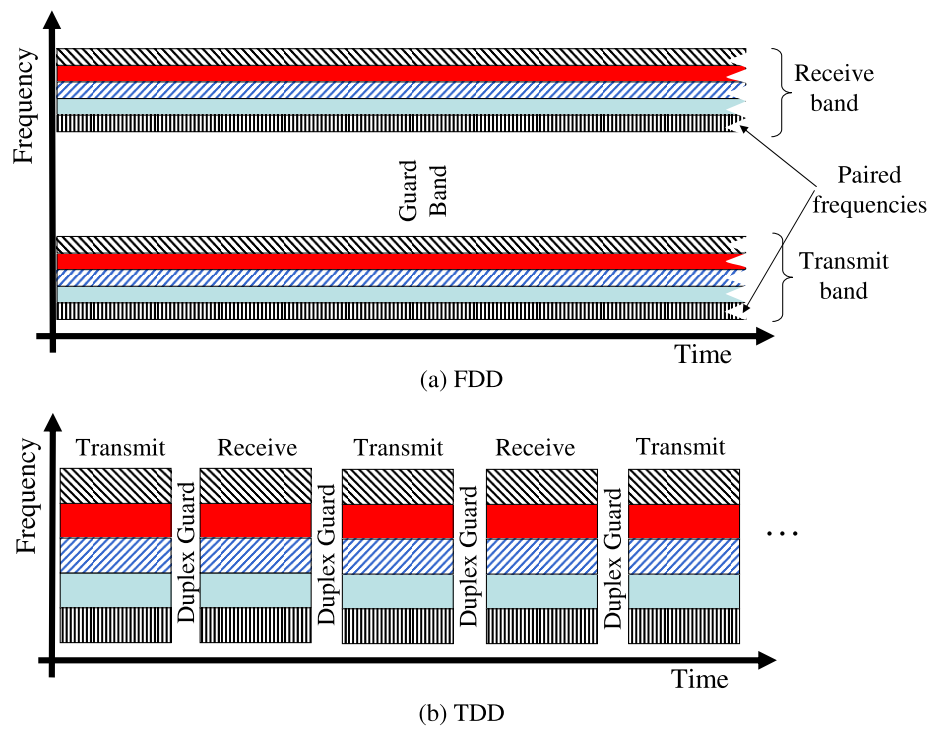 Frequency
Receive
band
Guard
Band
Paired
frequencies
Transmit
band
Time
(a) FDD
Frequency
Transmit
Receive
Transmit
Receive
Transmit
Duplex Guard
Duplex Guard
Duplex Guard
Duplex Guard
...
Time
(b) TDD